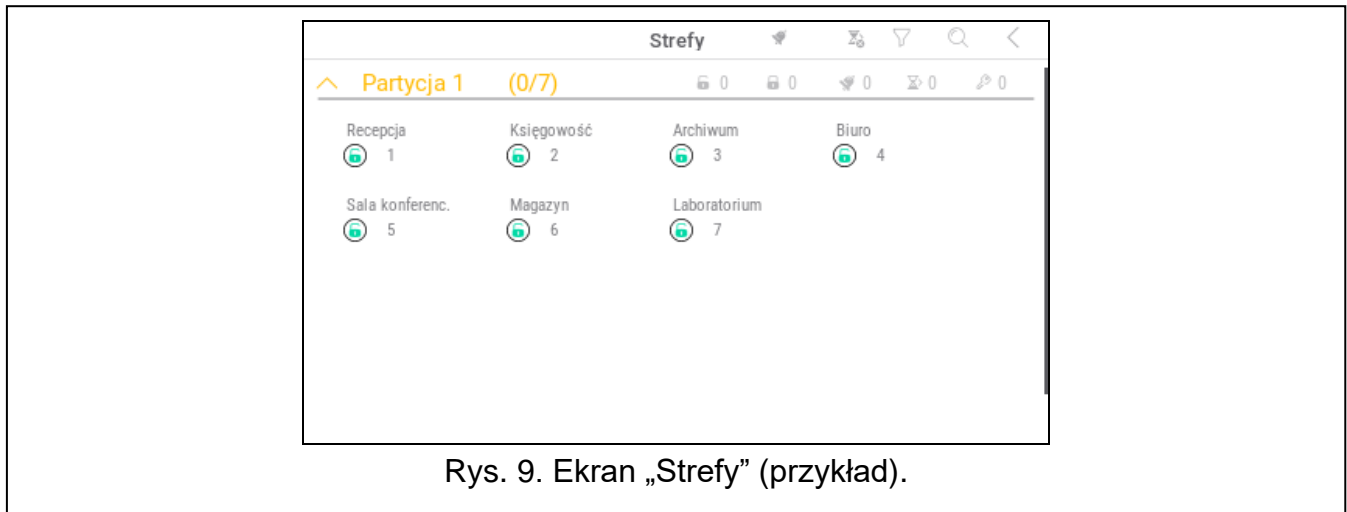 Strefy
Partycja 1 (0/7) 0 0 0 0 0
Recepcja Księgowość Archiwum Biuro
1 2 3 4
Sala konferenc. Magazyn Laboratorium
5 6 7
Rys. 9. Ekran „Strefy” (przykład).